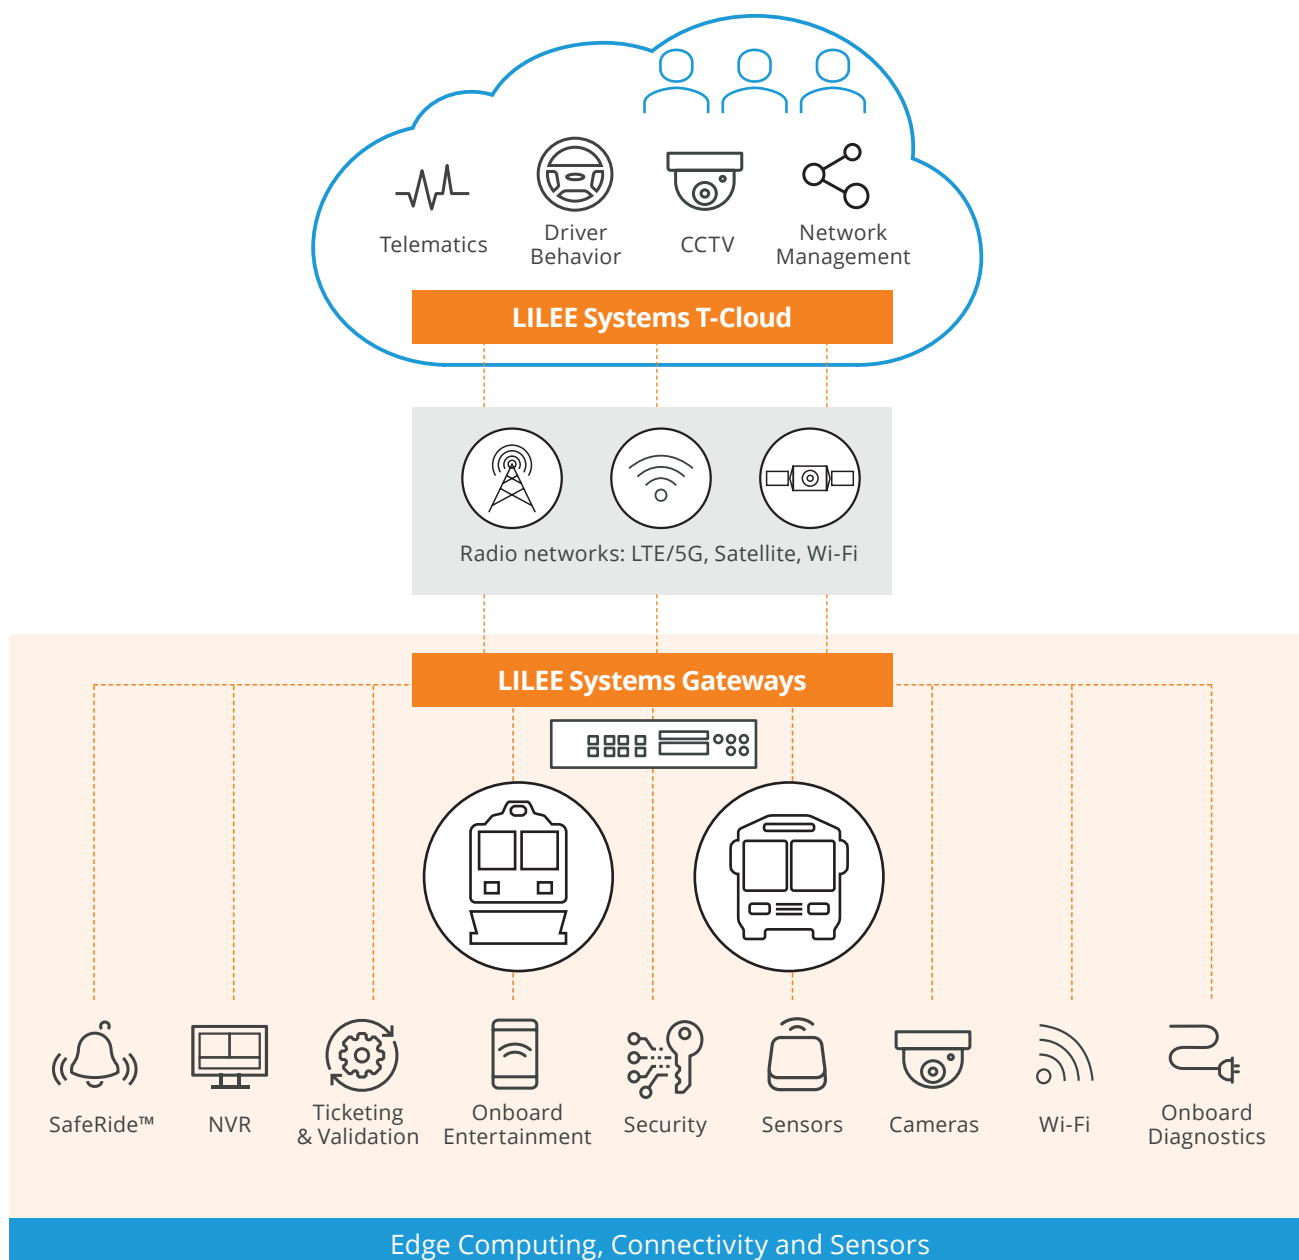 Telematics
Driver
Behavior
CCTV
Network
Management
LILEE Systems T-Cloud
Radio networks: LTE/5G, Satellite, Wi-Fi
LILEE Systems Gateways
SafeRide™
NVR
Ticketing
& Validation
Onboard
Entertainment
Security
Sensors
Cameras
Wi-Fi
Onboard
Diagnostics
Edge Computing, Connectivity and Sensors